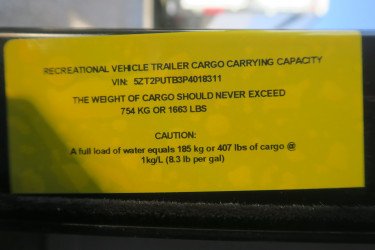 RECREATIONAL VEHICLE TRAILER CARGO CARRYING CAPACITY
VIN: 5ZT2PUTB3P4018311
THE WEIGHT OF CARGO SHOULD NEVER EXCEED
754 KG OR 1663 LBS
CAUTION:
A full load of water equals 185 kg or 407 lbs of cargo @
1kg/L (8.3 lb per gal)